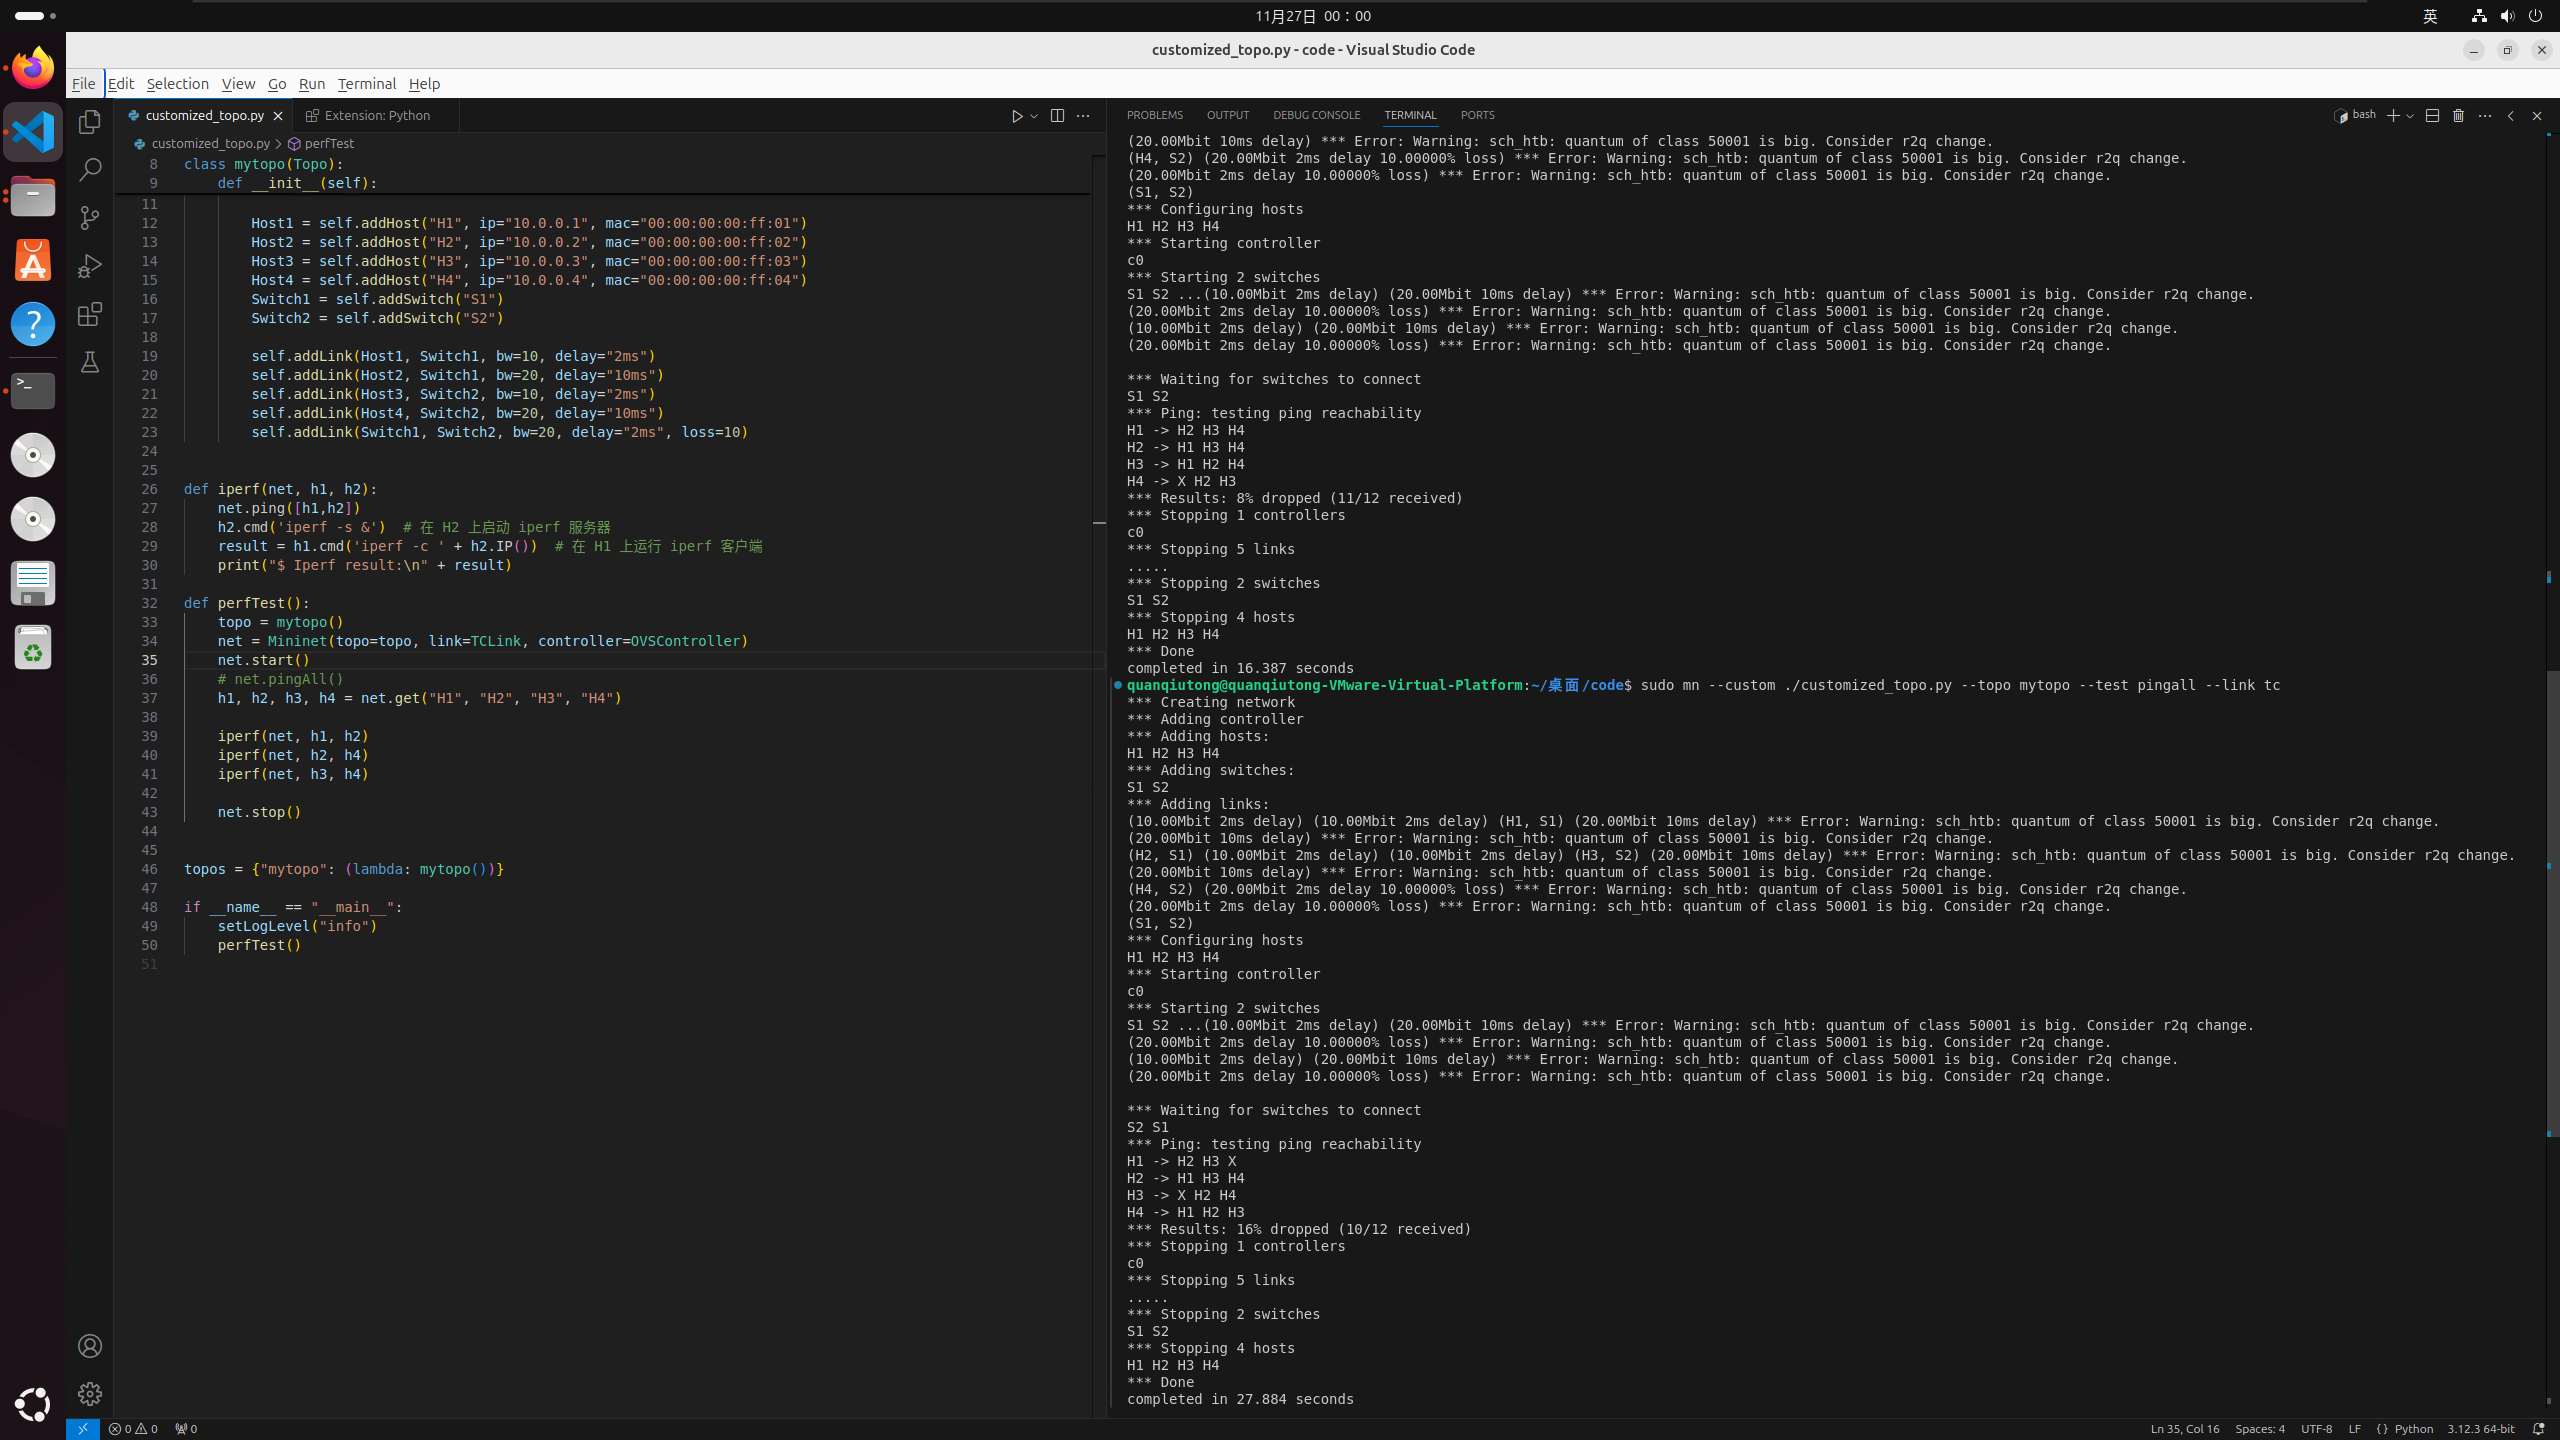 11月27日 00：00
英
customized_topo.py - code - Visual Studio Code
File Edit Selection View Go Run Terminal Help
customized_topo.py
Extension: Python
customized_topo.py > perfTest
8 class mytopo(Topo):
9     def __init__(self):
11
12         Host1 = self.addHost("H1", ip="10.0.0.1", mac="00:00:00:00:ff:01")
13         Host2 = self.addHost("H2", ip="10.0.0.2", mac="00:00:00:00:ff:02")
14         Host3 = self.addHost("H3", ip="10.0.0.3", mac="00:00:00:00:ff:03")
15         Host4 = self.addHost("H4", ip="10.0.0.4", mac="00:00:00:00:ff:04")
16         Switch1 = self.addSwitch("S1")
17         Switch2 = self.addSwitch("S2")
18
19         self.addLink(Host1, Switch1, bw=10, delay="2ms")
20         self.addLink(Host2, Switch1, bw=20, delay="10ms")
21         self.addLink(Host3, Switch2, bw=10, delay="2ms")
22         self.addLink(Host4, Switch2, bw=20, delay="10ms")
23         self.addLink(Switch1, Switch2, bw=20, delay="2ms", loss=10)
24
25
26 def iperf(net, h1, h2):
27     net.ping([h1,h2])
28     h2.cmd('iperf -s &')  # 在 H2 上启动 iperf 服务器
29     result = h1.cmd('iperf -c ' + h2.IP())  # 在 H1 上运行 iperf 客户端
30     print("$ Iperf result:\n" + result)
31
32 def perfTest():
33     topo = mytopo()
34     net = Mininet(topo=topo, link=TCLink, controller=OVSController)
35     net.start()
36     # net.pingAll()
37     h1, h2, h3, h4 = net.get("H1", "H2", "H3", "H4")
38
39     iperf(net, h1, h2)
40     iperf(net, h2, h4)
41     iperf(net, h3, h4)
42
43     net.stop()
44
45
46 topos = {"mytopo": (lambda: mytopo())}
47
48 if __name__ == "__main__":
49     setLogLevel("info")
50     perfTest()
51
PROBLEMS OUTPUT DEBUG CONSOLE TERMINAL PORTS
bash
(20.00Mbit 10ms delay) *** Error: Warning: sch_htb: quantum of class 50001 is big. Consider r2q change.
(H4, S2) (20.00Mbit 2ms delay 10.00000% loss) *** Error: Warning: sch_htb: quantum of class 50001 is big. Consider r2q change.
(20.00Mbit 2ms delay 10.00000% loss) *** Error: Warning: sch_htb: quantum of class 50001 is big. Consider r2q change.
(S1, S2)
*** Configuring hosts
H1 H2 H3 H4
*** Starting controller
c0
*** Starting 2 switches
S1 S2 ...(10.00Mbit 2ms delay) (20.00Mbit 10ms delay) *** Error: Warning: sch_htb: quantum of class 50001 is big. Consider r2q change.
(20.00Mbit 2ms delay 10.00000% loss) *** Error: Warning: sch_htb: quantum of class 50001 is big. Consider r2q change.
(10.00Mbit 2ms delay) (20.00Mbit 10ms delay) *** Error: Warning: sch_htb: quantum of class 50001 is big. Consider r2q change.
(20.00Mbit 2ms delay 10.00000% loss) *** Error: Warning: sch_htb: quantum of class 50001 is big. Consider r2q change.
*** Waiting for switches to connect
S1 S2
*** Ping: testing ping reachability
H1 -> H2 H3 H4
H2 -> H1 H3 H4
H3 -> H1 H2 H4
H4 -> X H2 H3
*** Results: 8% dropped (11/12 received)
*** Stopping 1 controllers
c0
*** Stopping 5 links
.....
*** Stopping 2 switches
S1 S2
*** Stopping 4 hosts
H1 H2 H3 H4
*** Done
completed in 16.387 seconds
quanqiutong@quanqiutong-VMware-Virtual-Platform:~/桌面/code$ sudo mn --custom ./customized_topo.py --topo mytopo --test pingall --link tc
*** Creating network
*** Adding controller
*** Adding hosts:
H1 H2 H3 H4
*** Adding switches:
S1 S2
*** Adding links:
(10.00Mbit 2ms delay) (10.00Mbit 2ms delay) (H1, S1) (20.00Mbit 10ms delay) *** Error: Warning: sch_htb: quantum of class 50001 is big. Consider r2q change.
(20.00Mbit 10ms delay) *** Error: Warning: sch_htb: quantum of class 50001 is big. Consider r2q change.
(H2, S1) (10.00Mbit 2ms delay) (10.00Mbit 2ms delay) (H3, S2) (20.00Mbit 10ms delay) *** Error: Warning: sch_htb: quantum of class 50001 is big. Consider r2q change.
(20.00Mbit 10ms delay) *** Error: Warning: sch_htb: quantum of class 50001 is big. Consider r2q change.
(H4, S2) (20.00Mbit 2ms delay 10.00000% loss) *** Error: Warning: sch_htb: quantum of class 50001 is big. Consider r2q change.
(20.00Mbit 2ms delay 10.00000% loss) *** Error: Warning: sch_htb: quantum of class 50001 is big. Consider r2q change.
(S1, S2)
*** Configuring hosts
H1 H2 H3 H4
*** Starting controller
c0
*** Starting 2 switches
S1 S2 ...(10.00Mbit 2ms delay) (20.00Mbit 10ms delay) *** Error: Warning: sch_htb: quantum of class 50001 is big. Consider r2q change.
(20.00Mbit 2ms delay 10.00000% loss) *** Error: Warning: sch_htb: quantum of class 50001 is big. Consider r2q change.
(10.00Mbit 2ms delay) (20.00Mbit 10ms delay) *** Error: Warning: sch_htb: quantum of class 50001 is big. Consider r2q change.
(20.00Mbit 2ms delay 10.00000% loss) *** Error: Warning: sch_htb: quantum of class 50001 is big. Consider r2q change.
*** Waiting for switches to connect
S2 S1
*** Ping: testing ping reachability
H1 -> H2 H3 X
H2 -> H1 H3 H4
H3 -> X H2 H4
H4 -> H1 H2 H3
*** Results: 16% dropped (10/12 received)
*** Stopping 1 controllers
c0
*** Stopping 5 links
.....
*** Stopping 2 switches
S1 S2
*** Stopping 4 hosts
H1 H2 H3 H4
*** Done
completed in 27.884 seconds
0 0 0
Ln 35, Col 16 Spaces: 4 UTF-8 LF {} Python 3.12.3 64-bit